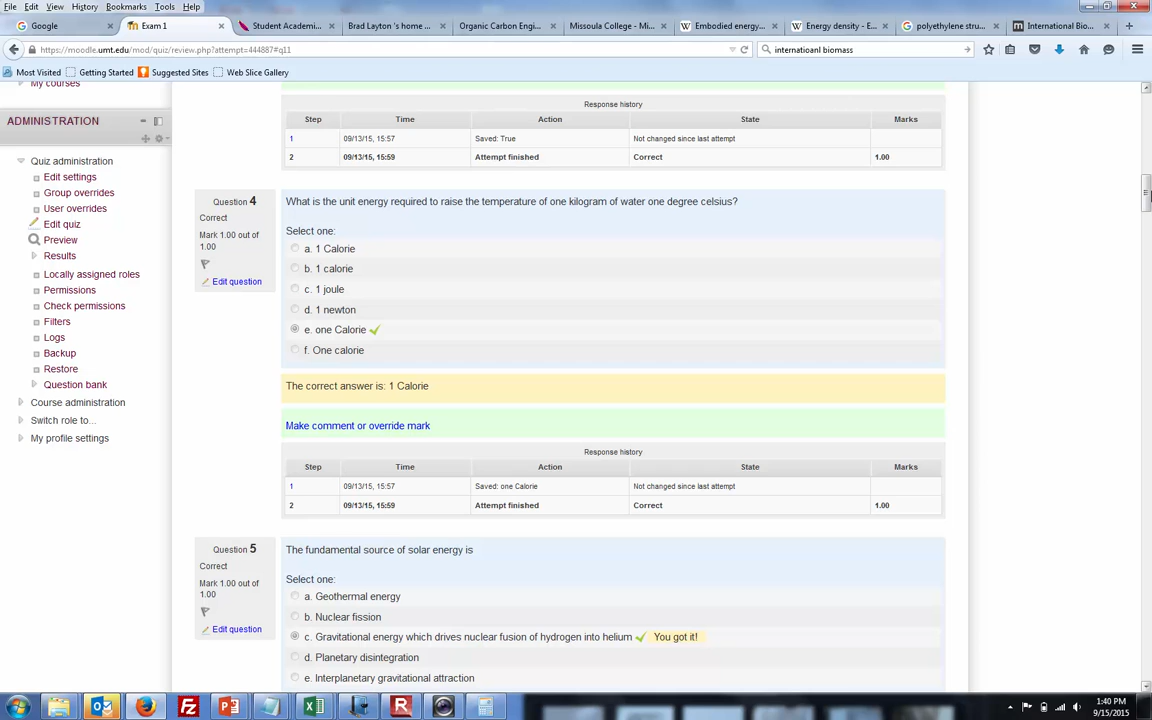 File Edit View History Bookmarks Tools Help
Google
Exam 1
Student Academi...
Brad Layton 's home ...
Organic Carbon Engi...
Missoula College - Mi...
Embodied energy...
Energy density - E...
polyethylene stru...
International Bio...
https://moodle.umt.edu/mod/quiz/review.php?attempt=444887#q11
internatioanl biomass
Most Visited Getting Started Suggested Sites Web Slice Gallery
My courses
ADMINISTRATION
Quiz administration
Edit settings
Group overrides
User overrides
Edit quiz
Preview
Results
Locally assigned roles
Permissions
Check permissions
Filters
Logs
Backup
Restore
Question bank
Course administration
Switch role to...
My profile settings
Response history
Step Time Action State Marks
1 09/13/15, 15:57 Saved: True Not changed since last attempt
2 09/13/15, 15:59 Attempt finished Correct 1.00
Question 4
Correct
Mark 1.00 out of
1.00
Edit question
What is the unit energy required to raise the temperature of one kilogram of water one degree celsius?
Select one:
a. 1 Calorie
b. 1 calorie
c. 1 joule
d. 1 newton
e. one Calorie
f. One calorie
The correct answer is: 1 Calorie
Make comment or override mark
Response history
Step Time Action State Marks
1 09/13/15, 15:57 Saved: one Calorie Not changed since last attempt
2 09/13/15, 15:59 Attempt finished Correct 1.00
Question 5
Correct
Mark 1.00 out of
1.00
Edit question
The fundamental source of solar energy is
Select one:
a. Geothermal energy
b. Nuclear fission
c. Gravitational energy which drives nuclear fusion of hydrogen into helium You got it!
d. Planetary disintegration
e. Interplanetary gravitational attraction
1:40 PM
9/15/2015